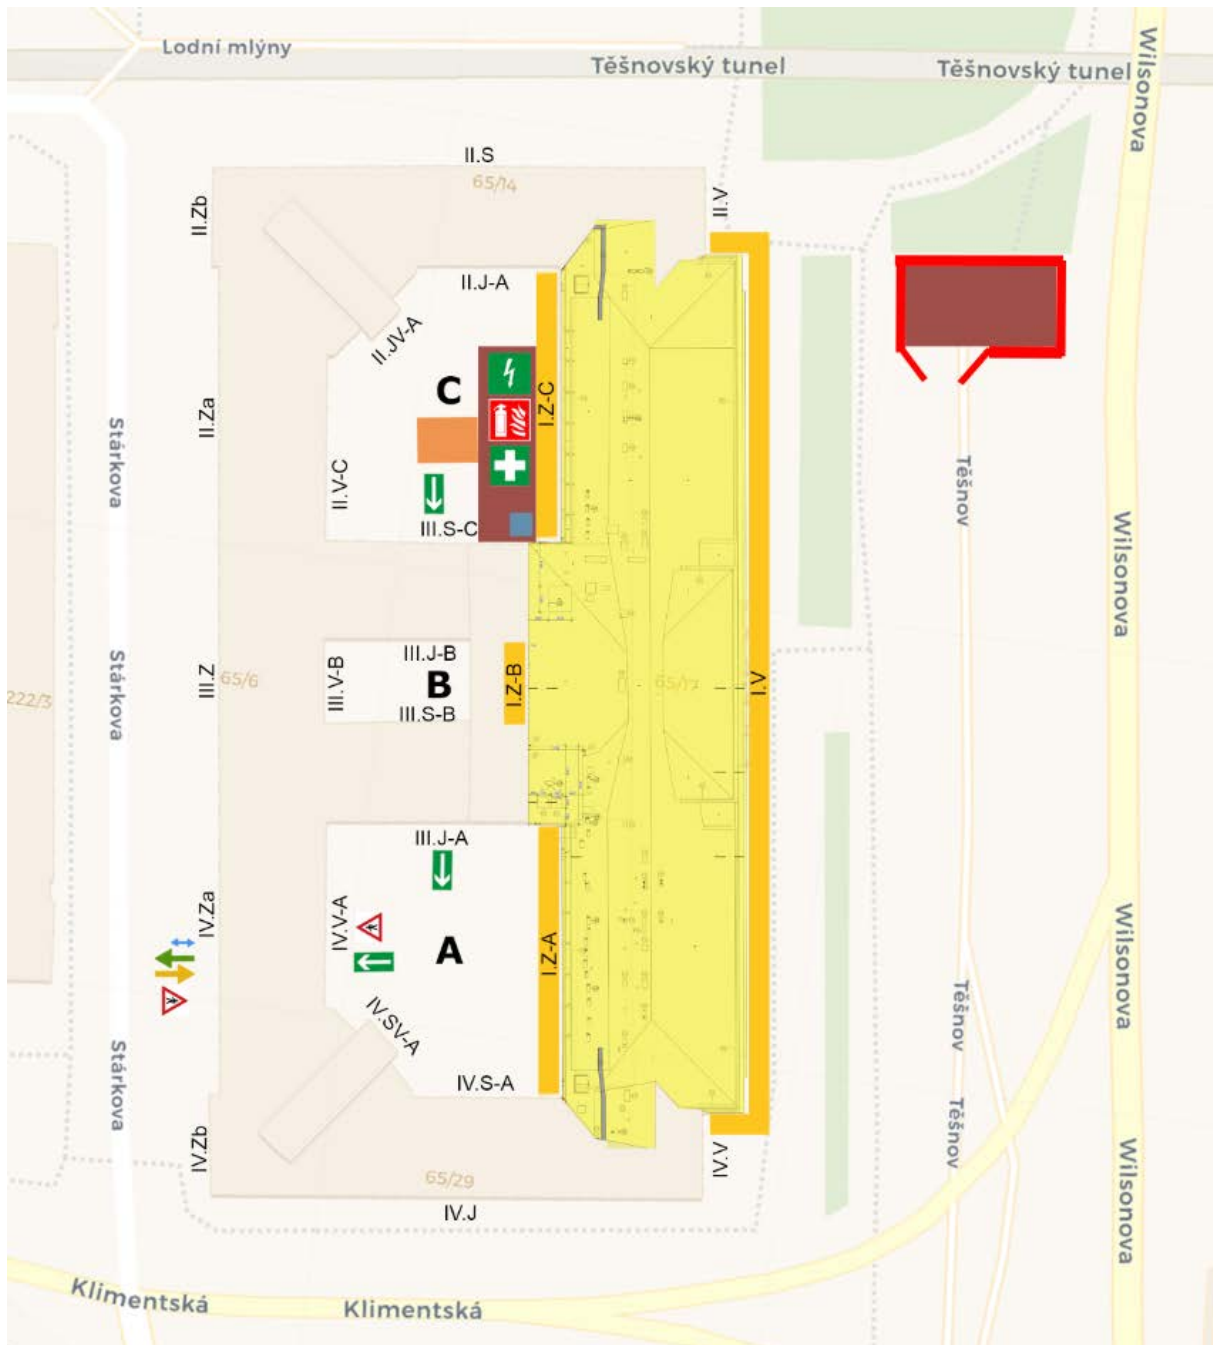 Lodní mlýny
Těšnovský tunel
Těšnovský tunel
Wilsonova
II.S
65/14
II.Zb
II.V
II.J-A
II.JV-A
C
I.Z-C
II.Za
II.V-C
III.S-C
Stárkova
Těšnov
Wilsonova
III.J-B
III.V-B
B
III.S-B
I.Z-B
III.Z
65/6
65/17
I.V
Stárkova
222/3
III.J-A
IV.V-A
A
I.Z-A
IV.Za
IV.SV-A
IV.S-A
Těšnov
Wilsonova
Stárkova
IV.Zb
IV.V
65/29
IV.J
Těšnov
Wilsonova
Klimentská
Klimentská